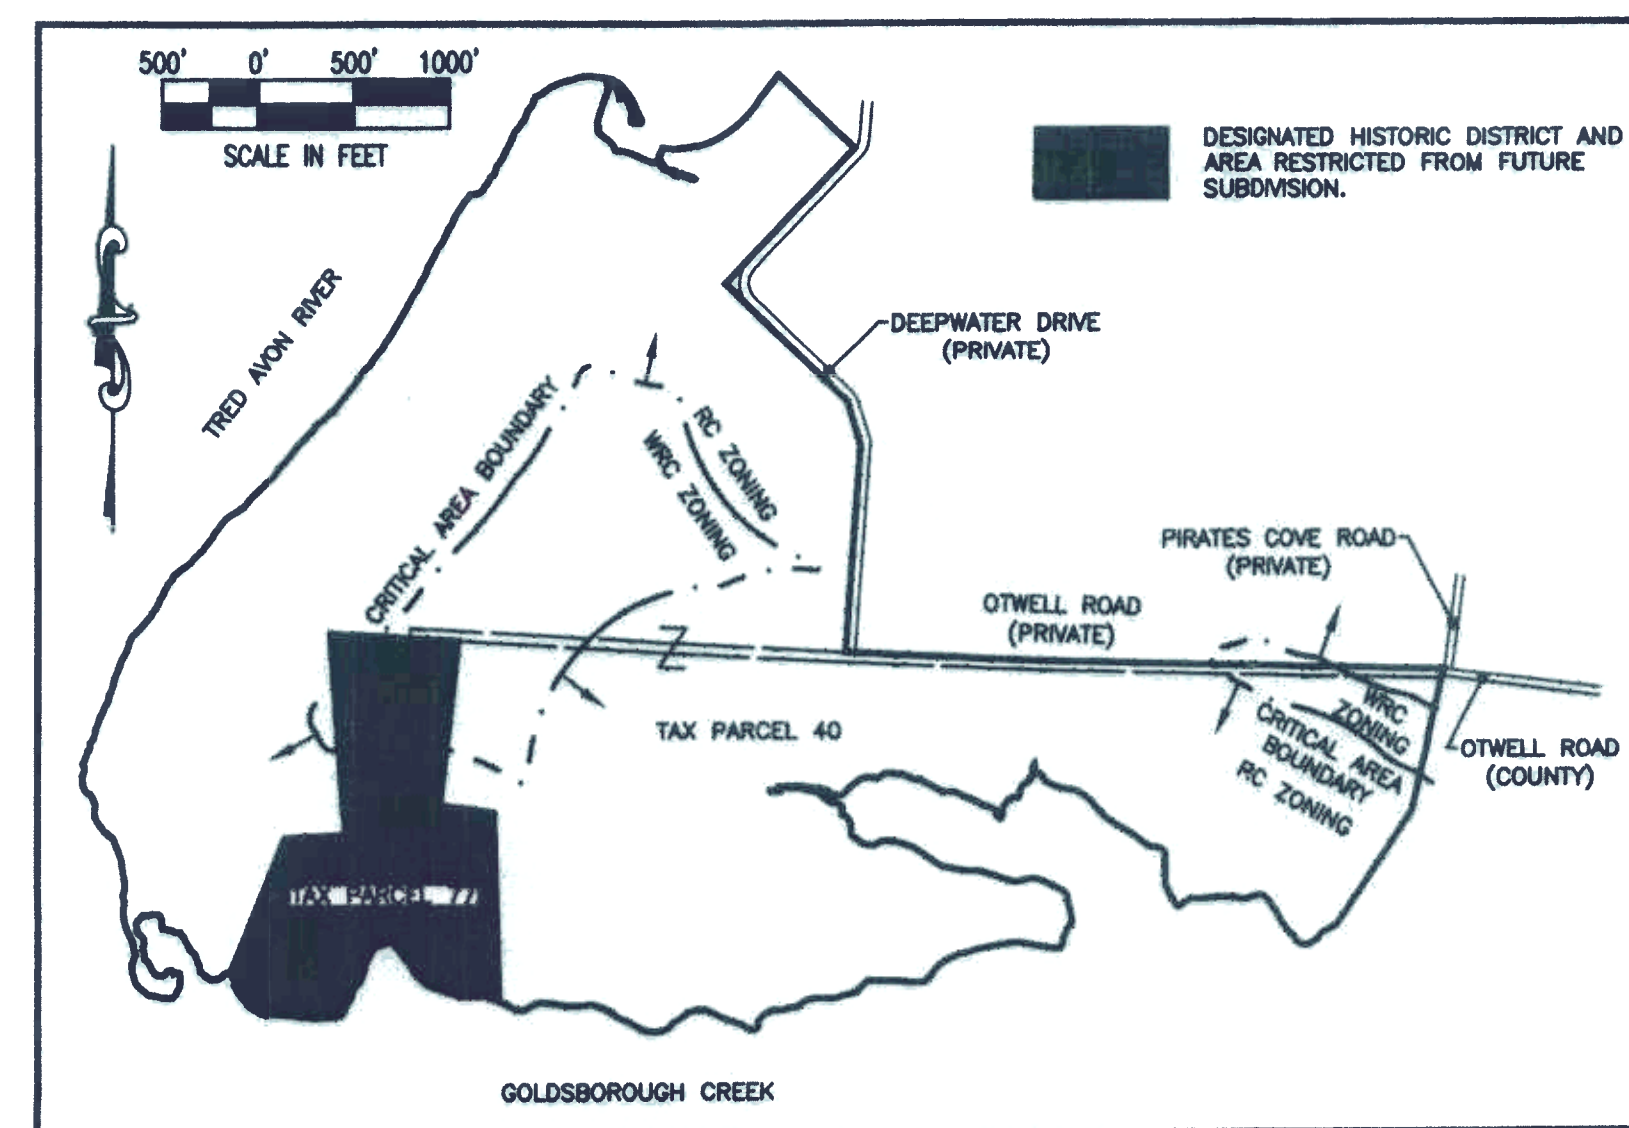 500' 0' 500' 1000'
SCALE IN FEET
DESIGNATED HISTORIC DISTRICT AND
AREA RESTRICTED FROM FUTURE
SUBDIVISION.
TRED AVON RIVER
DEEPWATER DRIVE
(PRIVATE)
CRITICAL AREA BOUNDARY
RC ZONING
WRC ZONING
PIRATES COVE ROAD
(PRIVATE)
OTWELL ROAD
(PRIVATE)
Z
TAX PARCEL 40
WRC
ZONING
CRITICAL AREA
BOUNDARY
RC ZONING
OTWELL ROAD
(COUNTY)
TAX PARCEL 77
GOLDSBOROUGH CREEK